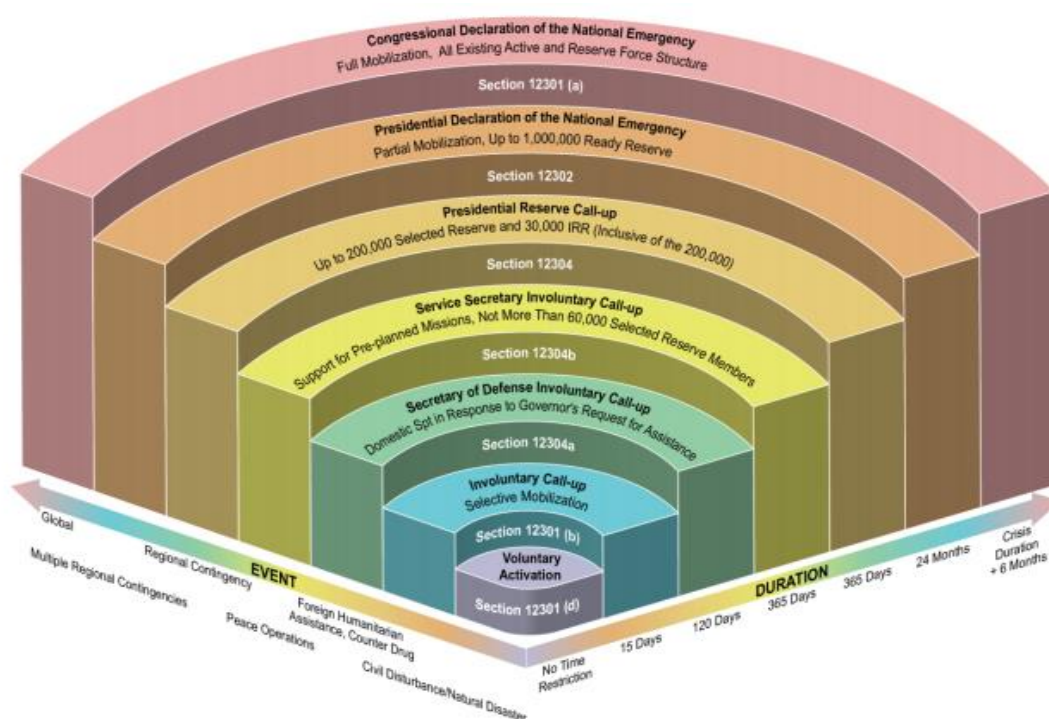 Congressional Declaration of the National Emergency
Full Mobilization, All Existing Active and Reserve Force Structure
Section 12301 (a)
Presidential Declaration of the National Emergency
Partial Mobilization, Up to 1,000,000 Ready Reserve
Section 12302
Presidential Reserve Call-up
Up to 200,000 Selected Reserve and 30,000 IRR (Inclusive of the 200,000)
Section 12304
Service Secretary Involuntary Call-up
Support for Pre-planned Missions, Not More Than 60,000 Selected Reserve Members
Section 12304b
Secretary of Defense Involuntary Call-up
Domestic Spt in Response to Governor's Request for Assistance
Section 12304a
Involuntary Call-up
Selective Mobilization
Section 12301 (b)
Voluntary
Activation
Section 12301 (d)
Global
Multiple Regional Contingencies
Regional Contingency
EVENT
Peace Operations
Foreign Humanitarian
Assistance, Counter Drug
Civil Disturbance/Natural Disaster
No Time
Restriction
15 Days
120 Days
DURATION
365 Days
365 Days
24 Months
Crisis
Duration
+ 6 Months